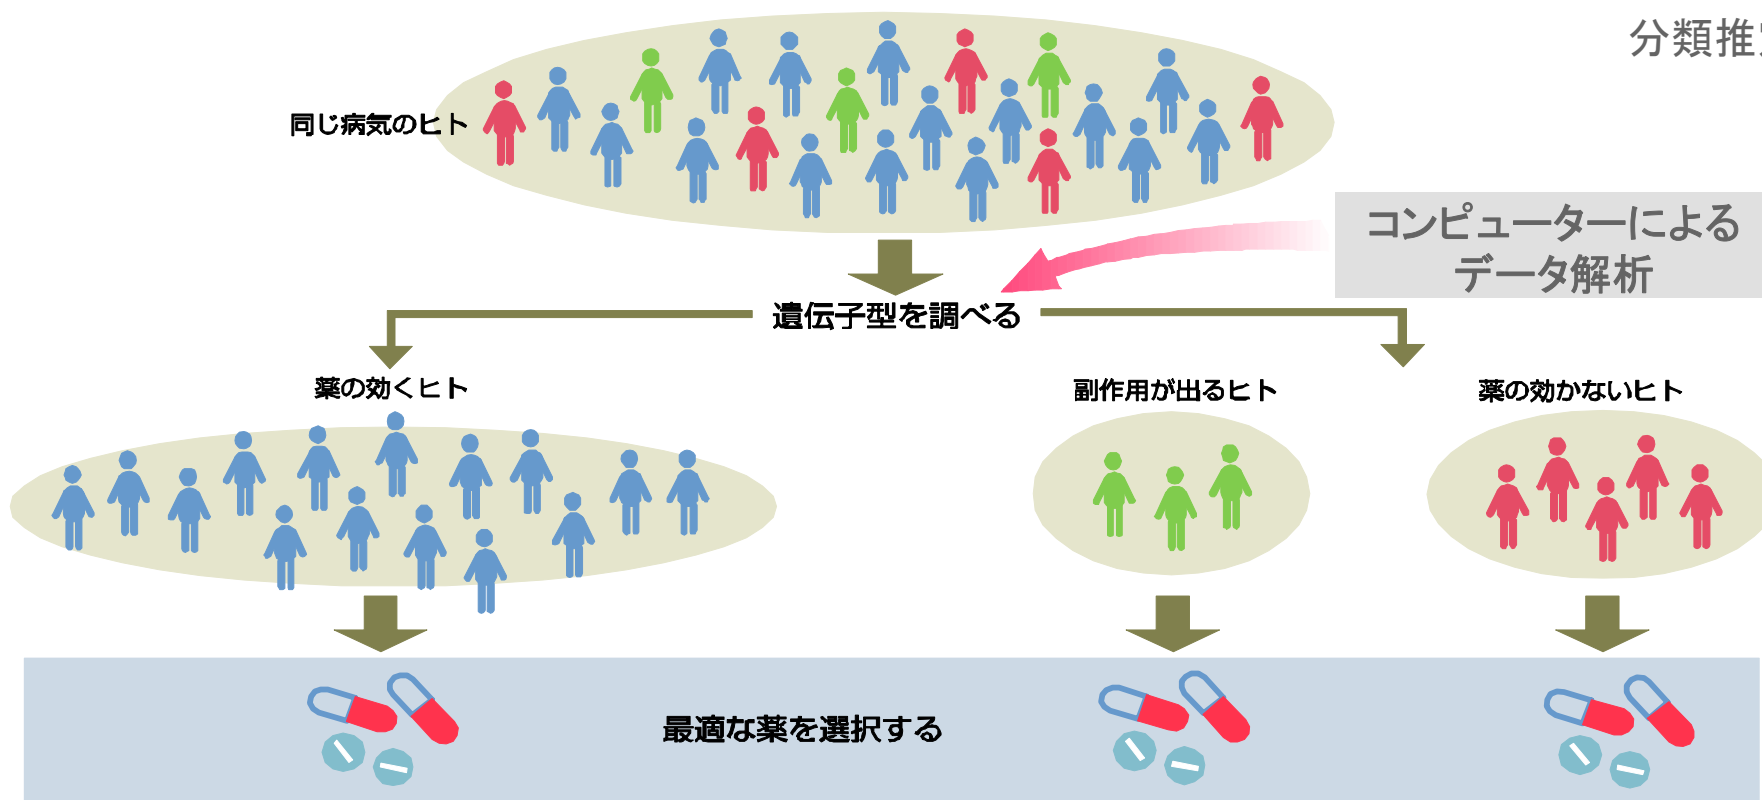 分類推
同じ病気のヒト
コンピューターによる
データ解析
遺伝子型を調べる
薬の効くヒト
副作用が出るヒト
薬の効かないヒト
最適な薬を選択する